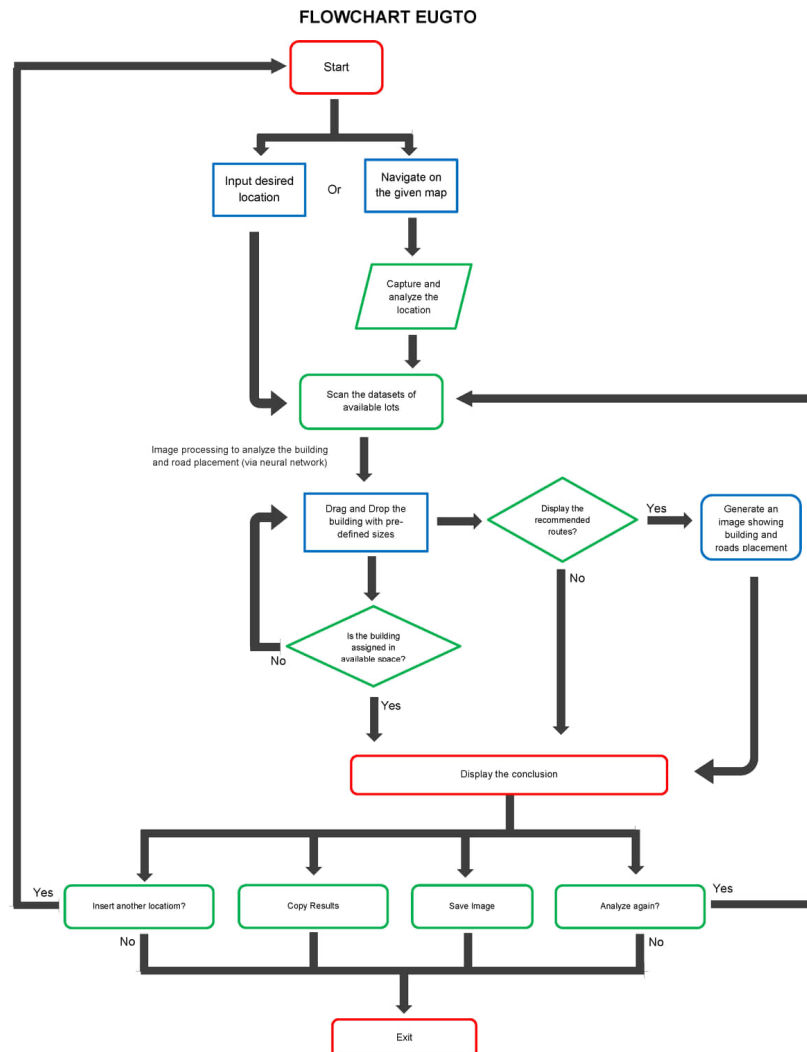 FLOWCHART EUGTO
Start
Input desired
location
Or
Navigate on
the given map
Capture and
analyze the
location
Scan the datasets of
available lots
Image processing to analyze the building
and road placement (via neural network)
Drag and Drop the
building with pre-
defined sizes
Display the
recommended
routes?
Yes
Generate an
image showing
building and
roads placement
No
Is the building
assigned in
available space?
No
Yes
Display the conclusion
Yes
Insert another locatiom?
Copy Results
Save Image
Analyze again?
Yes
No
No
Exit